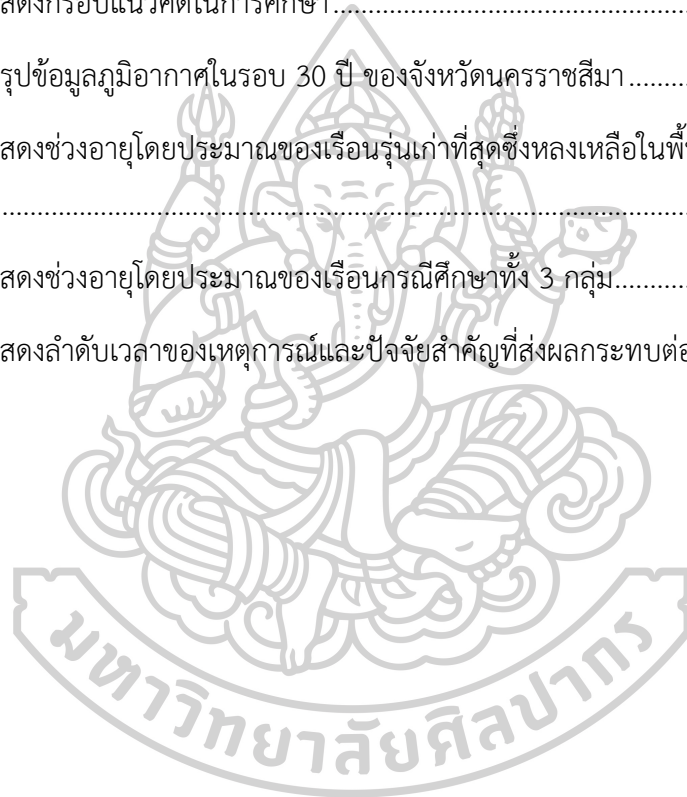 สดงกรอบแนวคิดในการศึกษา................................................
รุปข้อมูลภูมิอากาศในรอบ 30 ปี ของจังหวัดนครราชสีมา..........
สดงช่วงอายุโดยประมาณของเรือนรุ่นเก่าที่สุดซึ่งหลงเหลือในพื้
................................................................................................
สดงช่วงอายุโดยประมาณของเรือนกรณีศึกษาทั้ง 3 กลุ่ม............
สดงลำดับเวลาของเหตุการณ์และปัจจัยสำคัญที่ส่งผลกระทบต่อ
มหาวิทยาลัยศิลปากร